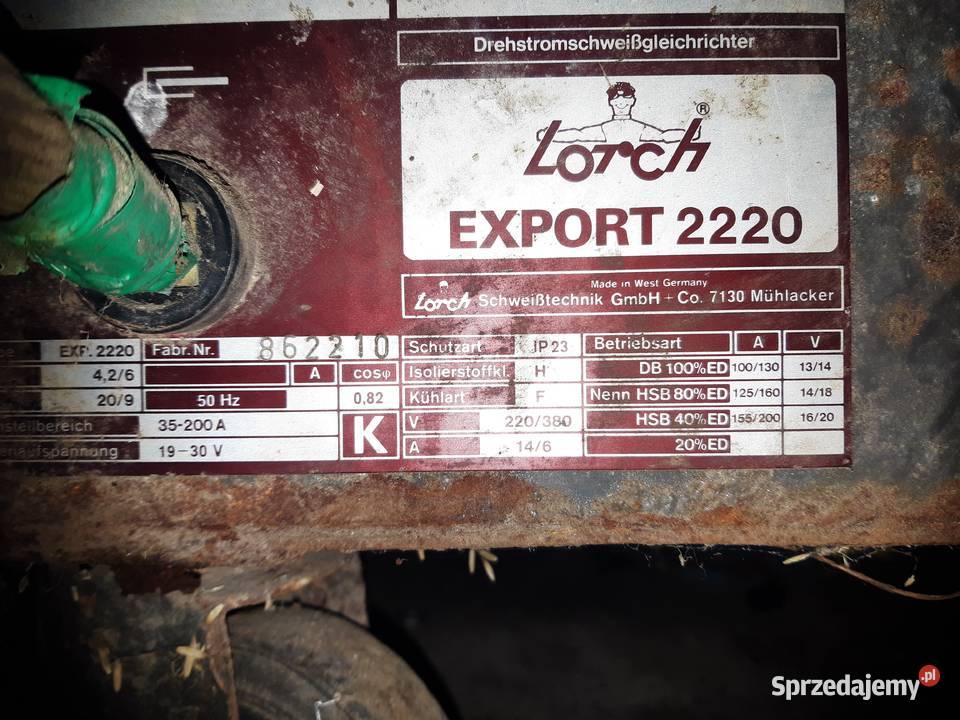 Drehstromschweißgleichrichter
Lorch®
EXPORT 2220
Made in West Germany
Lorch Schweißtechnik GmbH + Co. 7130 Mühlacker
EXP. 2220 Fabr.Nr. 862210 Schutzart IP 23 Betriebsart A V
4,2/6 A cosφ Isolierstoffkl. H DB 100%ED 100/130 13/14
20/9 50 Hz 0,82 Kühlart F Nenn HSB 80%ED 125/160 14/18
35-200 A K V 220/380 HSB 40%ED 155/200 16/20
19-30 V A 14/6 20%ED
Sprzedajemy.pl